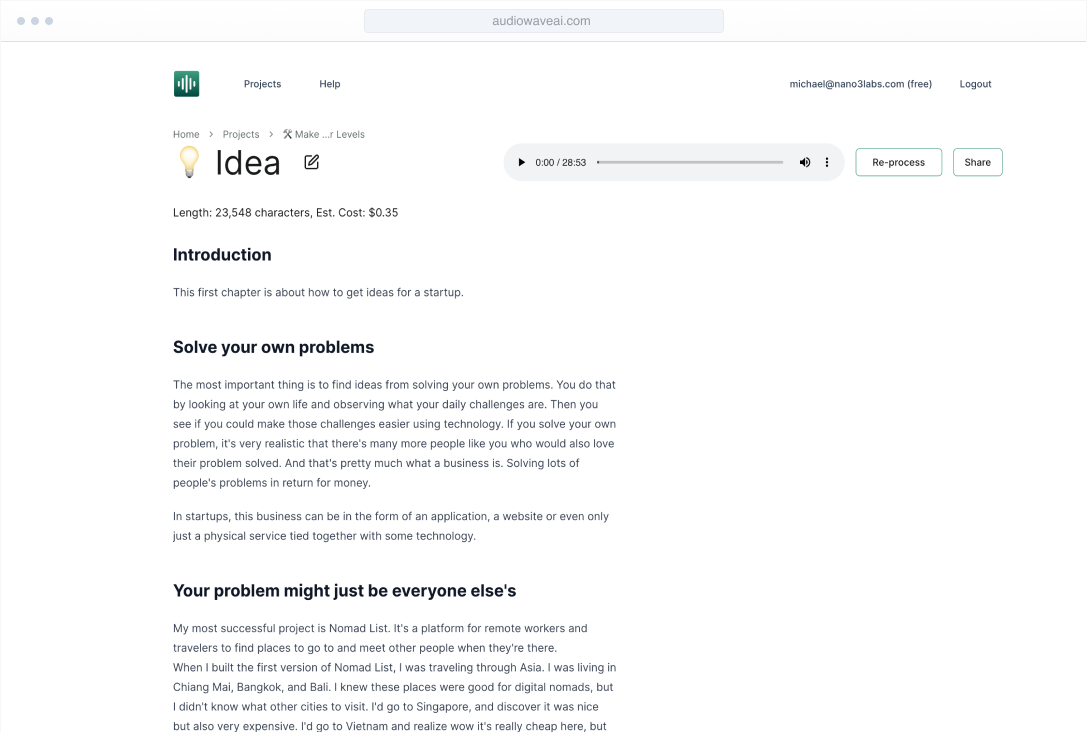 audiowaveai.com
Projects
Help
michael@nano3labs.com (free)
Logout
Home > Projects > 🛠 Make ...r Levels
💡 Idea
0:00 / 28:53
Re-process
Share
Length: 23,548 characters, Est. Cost: $0.35
Introduction
This first chapter is about how to get ideas for a startup.
Solve your own problems
The most important thing is to find ideas from solving your own problems. You do that
by looking at your own life and observing what your daily challenges are. Then you
see if you could make those challenges easier using technology. If you solve your own
problem, it's very realistic that there's many more people like you who would also love
their problem solved. And that's pretty much what a business is. Solving lots of
people's problems in return for money.
In startups, this business can be in the form of an application, a website or even only
just a physical service tied together with some technology.
Your problem might just be everyone else's
My most successful project is Nomad List. It's a platform for remote workers and
travelers to find places to go to and meet other people when they're there.
When I built the first version of Nomad List, I was traveling through Asia. I was living in
Chiang Mai, Bangkok, and Bali. I knew these places were good for digital nomads, but
I didn't know what other cities to visit. I'd go to Singapore, and discover it was nice
but also very expensive. I'd go to Vietnam and realize wow it's really cheap here, but